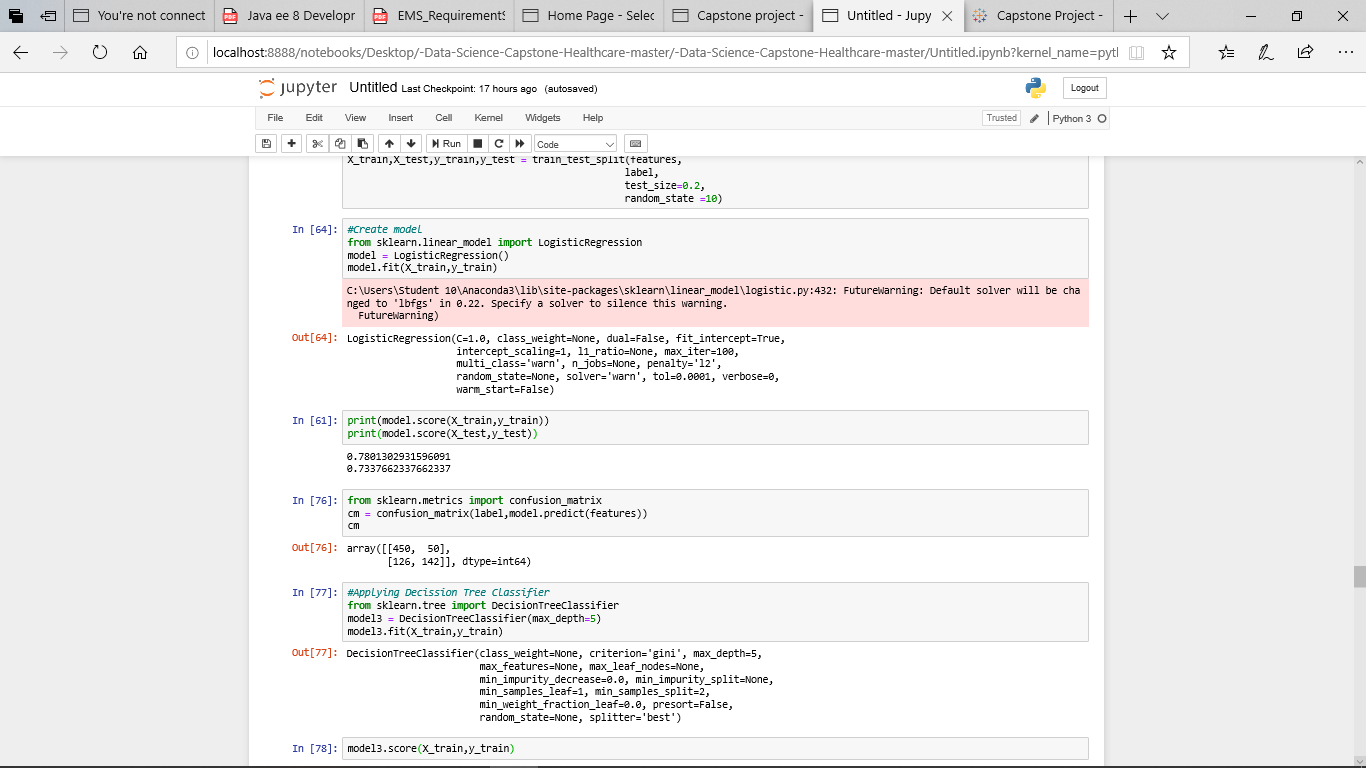 You're not connect
Java ee 8 Developr
EMS_Requirements
Home Page - Selec
Capstone project -
Untitled - Jupy
Capstone Project -
localhost:8888/notebooks/Desktop/-Data-Science-Capstone-Healthcare-master/-Data-Science-Capstone-Healthcare-master/Untitled.ipynb?kernel_name=pytl
jupyter Untitled Last Checkpoint: 17 hours ago (autosaved)
Logout
File Edit View Insert Cell Kernel Widgets Help
Trusted Python 3
Run Code
X_train,X_test,y_train,y_test = train_test_split(features,
label,
test_size=0.2,
random_state =10)
In [64]: #Create model
from sklearn.linear_model import LogisticRegression
model = LogisticRegression()
model.fit(X_train,y_train)
C:\Users\Student 10\Anaconda3\lib\site-packages\sklearn\linear_model\logistic.py:432: FutureWarning: Default solver will be cha
nged to 'lbfgs' in 0.22. Specify a solver to silence this warning.
FutureWarning)
Out[64]: LogisticRegression(C=1.0, class_weight=None, dual=False, fit_intercept=True,
intercept_scaling=1, l1_ratio=None, max_iter=100,
multi_class='warn', n_jobs=None, penalty='l2',
random_state=None, solver='warn', tol=0.0001, verbose=0,
warm_start=False)
In [61]: print(model.score(X_train,y_train))
print(model.score(X_test,y_test))
0.7801302931596091
0.7337662337662337
In [76]: from sklearn.metrics import confusion_matrix
cm = confusion_matrix(label,model.predict(features))
cm
Out[76]: array([[450, 50],
[126, 142]], dtype=int64)
In [77]: #Applying Decission Tree Classifier
from sklearn.tree import DecisionTreeClassifier
model3 = DecisionTreeClassifier(max_depth=5)
model3.fit(X_train,y_train)
Out[77]: DecisionTreeClassifier(class_weight=None, criterion='gini', max_depth=5,
max_features=None, max_leaf_nodes=None,
min_impurity_decrease=0.0, min_impurity_split=None,
min_samples_leaf=1, min_samples_split=2,
min_weight_fraction_leaf=0.0, presort=False,
random_state=None, splitter='best')
In [78]: model3.score(X_train,y_train)